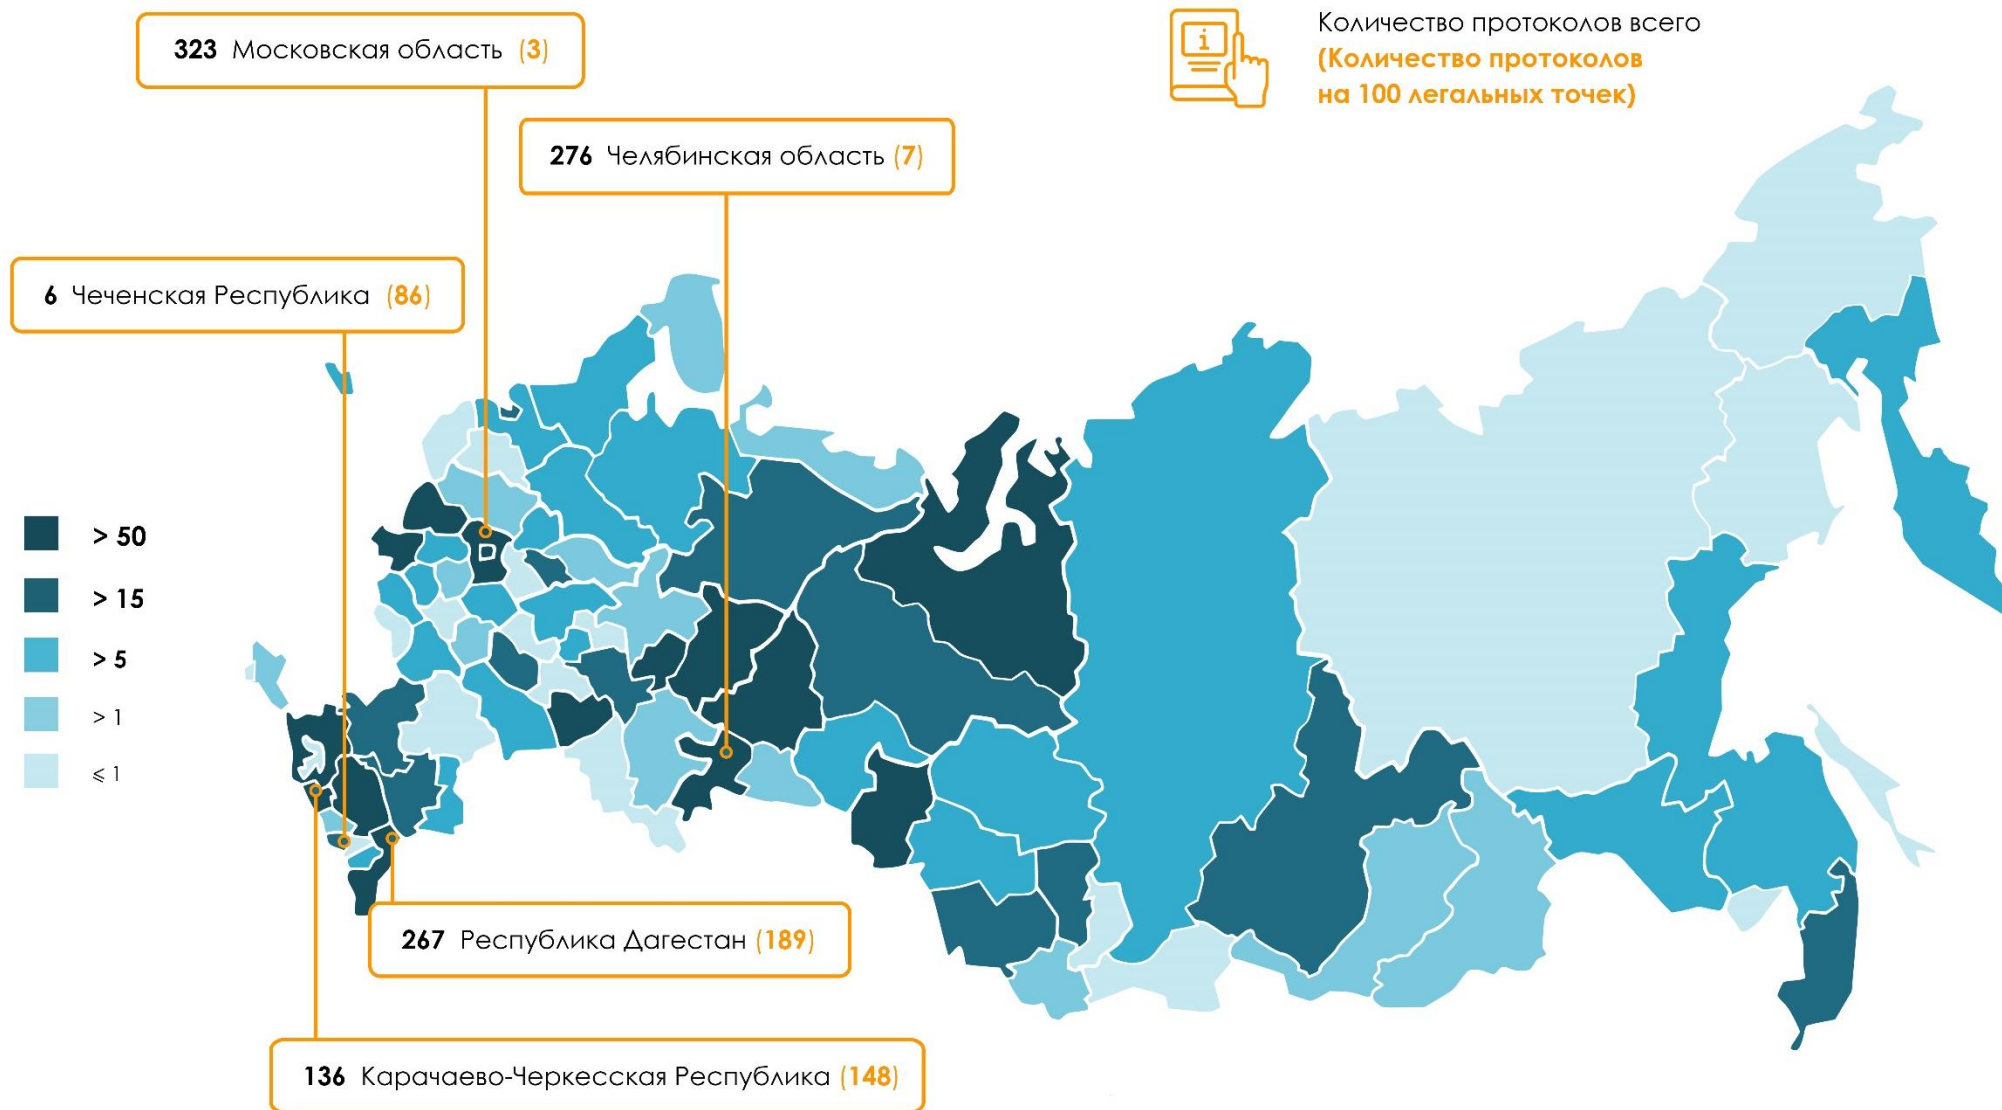 323 Московская область (3)
Количество протоколов всего
(Количество протоколов
на 100 легальных точек)
276 Челябинская область (7)
6 Чеченская Республика (86)
> 50
> 15
> 5
> 1
⩽ 1
267 Республика Дагестан (189)
136 Карачаево-Черкесская Республика (148)